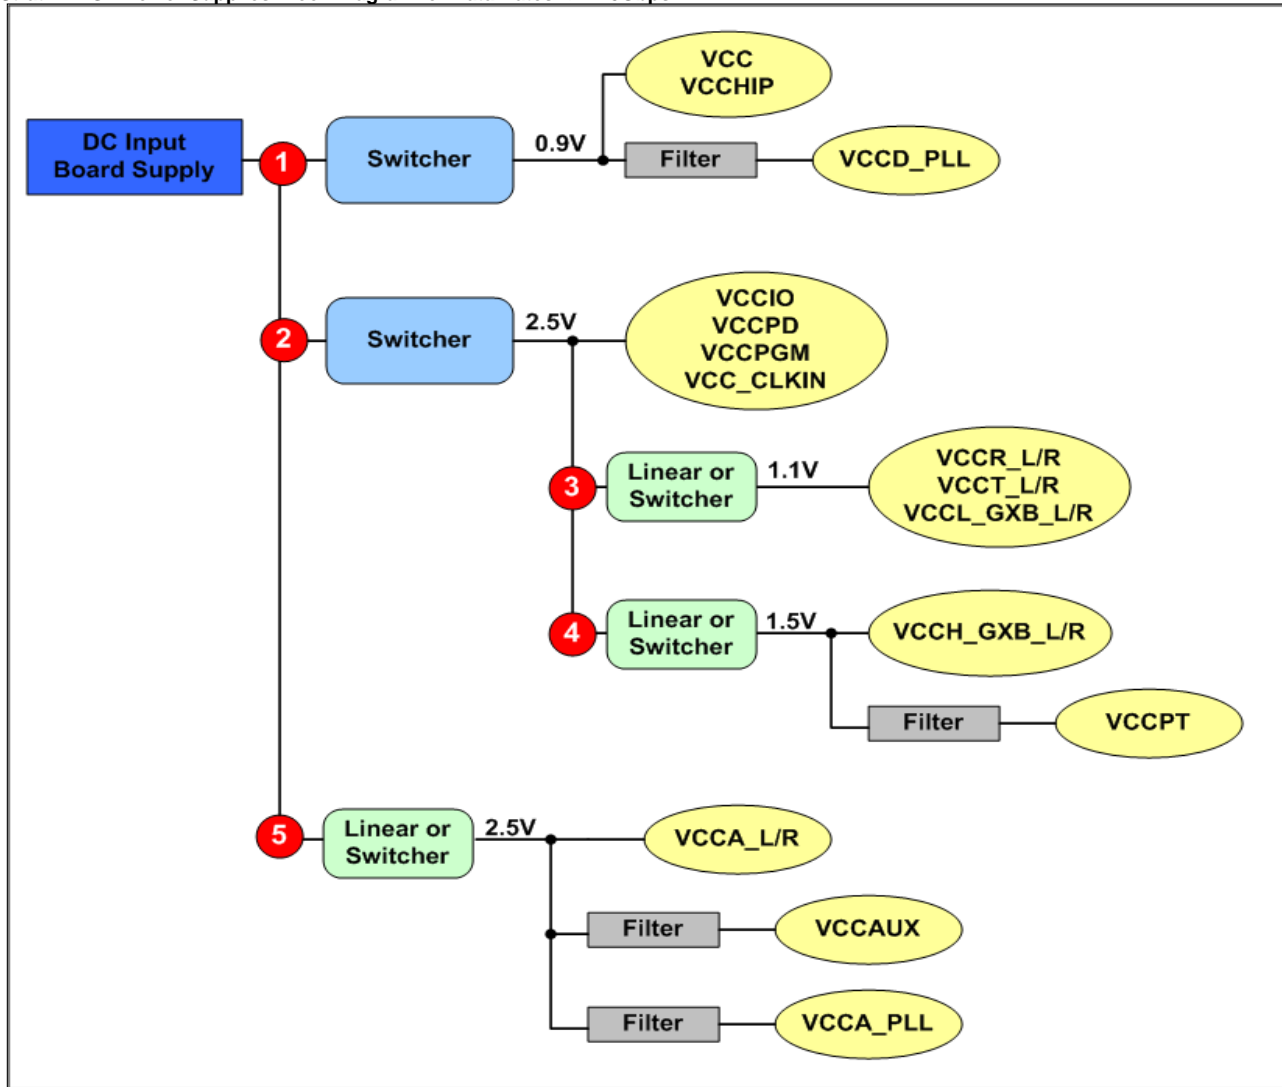 VCC
VCCHIP
DC Input
Board Supply
1
Switcher
0.9V
Filter
VCCD_PLL
2
Switcher
2.5V
VCCIO
VCCPD
VCCPGM
VCC_CLKIN
3
Linear or
Switcher
1.1V
VCCR_L/R
VCCT_L/R
VCCL_GXB_L/R
4
Linear or
Switcher
1.5V
VCCH_GXB_L/R
Filter
VCCPT
5
Linear or
Switcher
2.5V
VCCA_L/R
Filter
VCCAUX
Filter
VCCA_PLL